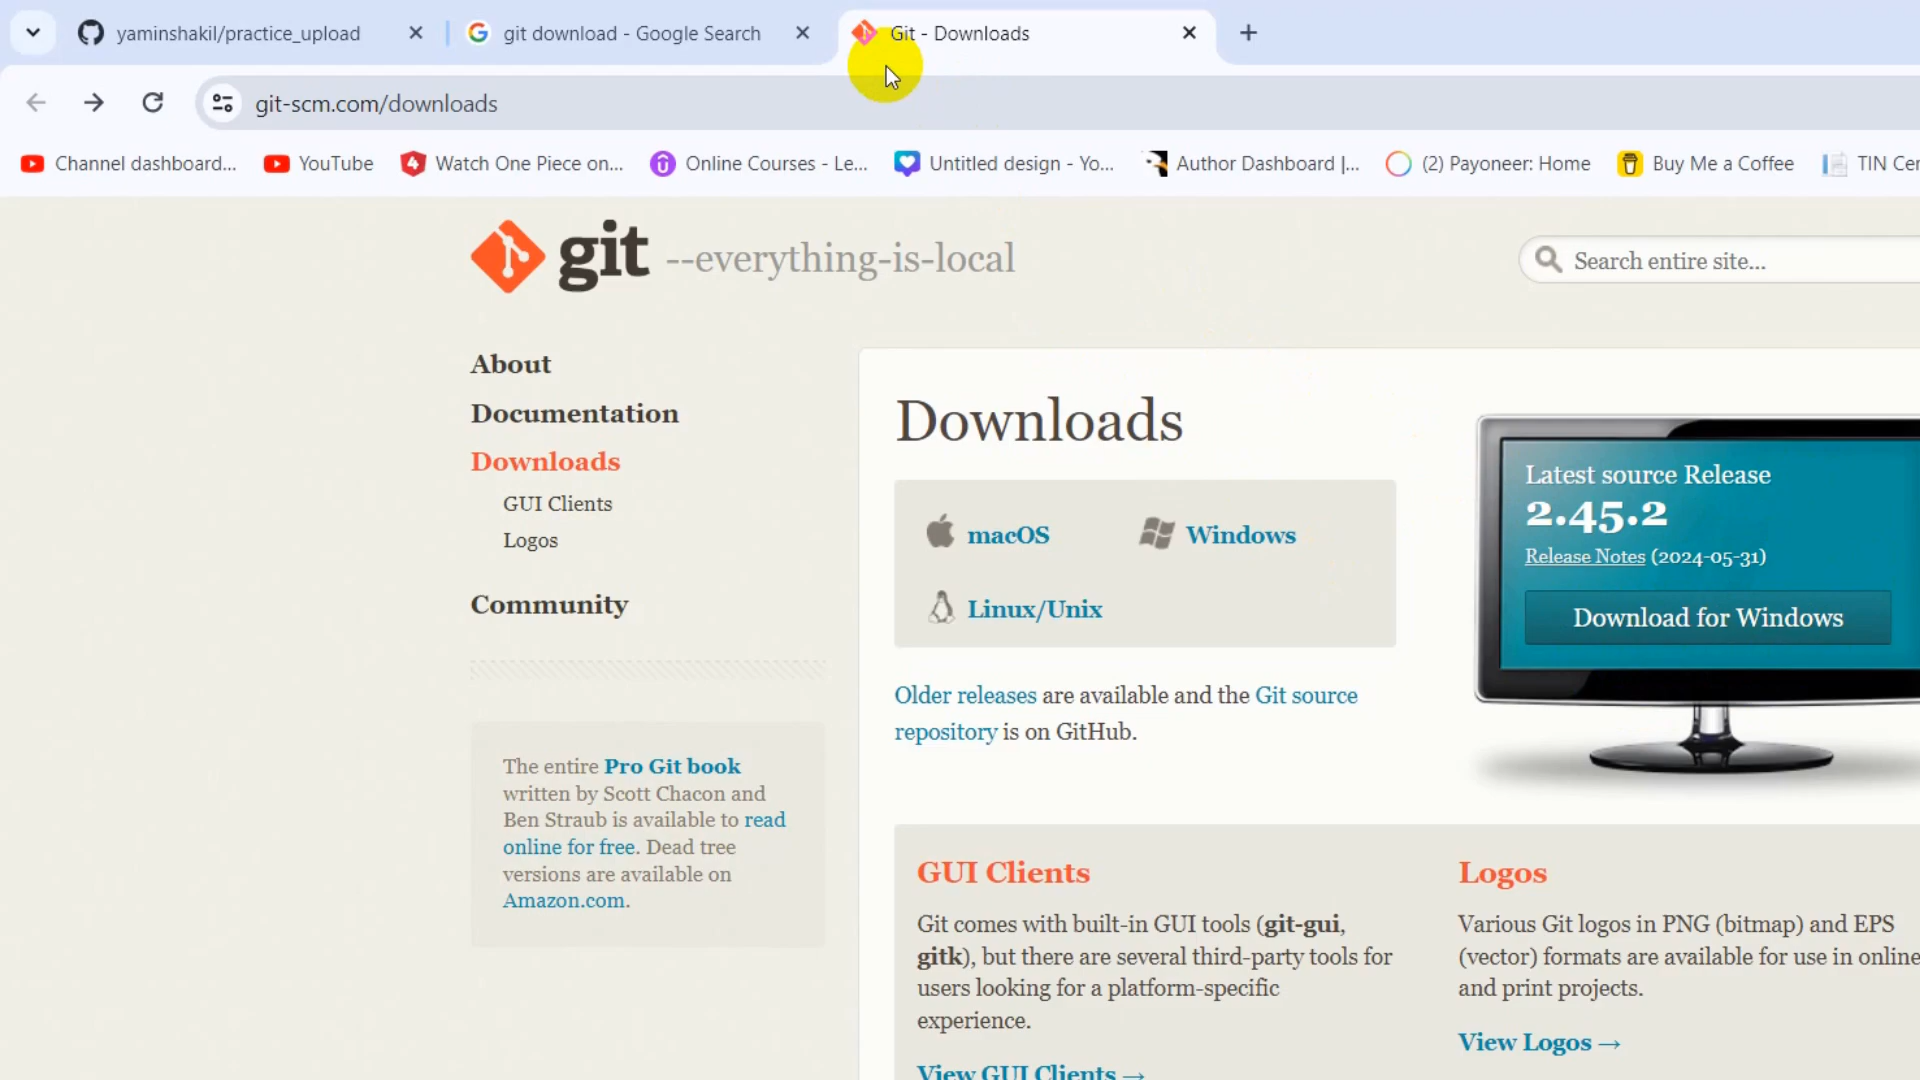 yaminshakil/practice_upload
git download - Google Search
Git - Downloads
git-scm.com/downloads
Channel dashboard...
YouTube
Watch One Piece on...
Online Courses - Le...
Untitled design - Yo...
Author Dashboard |...
(2) Payoneer: Home
Buy Me a Coffee
TIN Cer
git --everything-is-local
Search entire site...
About
Documentation
Downloads
GUI Clients
Logos
Community
The entire Pro Git book
written by Scott Chacon and
Ben Straub is available to read
online for free. Dead tree
versions are available on
Amazon.com.
Downloads
macOS
Windows
Linux/Unix
Older releases are available and the Git source
repository is on GitHub.
Latest source Release
2.45.2
Release Notes (2024-05-31)
Download for Windows
GUI Clients
Git comes with built-in GUI tools (git-gui,
gitk), but there are several third-party tools for
users looking for a platform-specific
experience.
View GUI Clients →
Logos
Various Git logos in PNG (bitmap) and EPS
(vector) formats are available for use in online
and print projects.
View Logos →